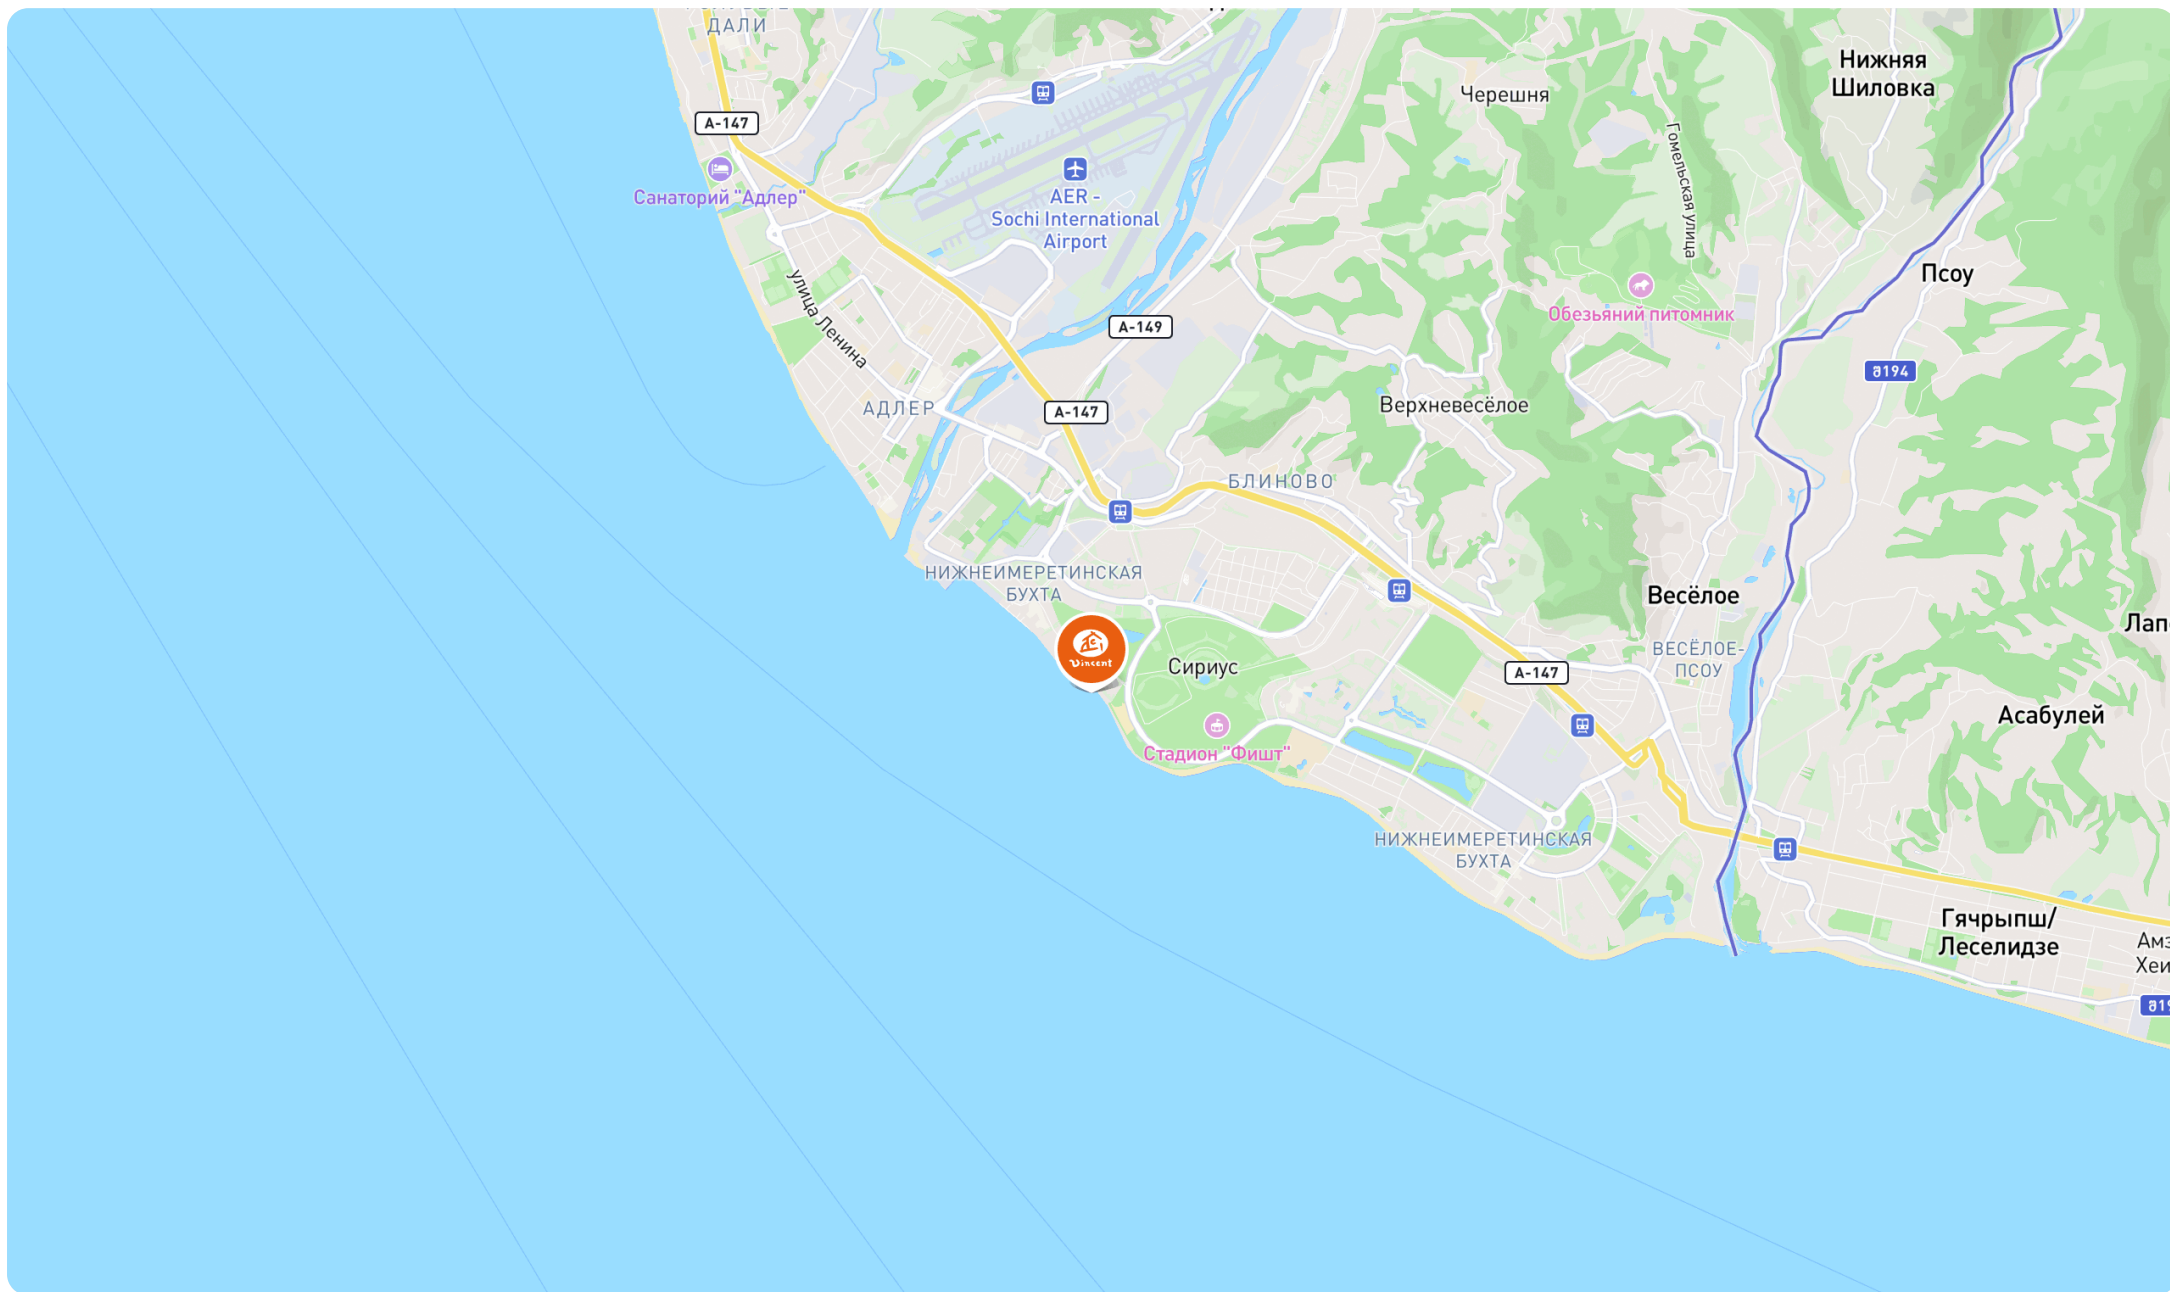 ДАЛИ
Нижняя
Шиловка
Черешня
А-147
Гомельская улица
Санаторий "Адлер"
AER -
Sochi International
Airport
Псоу
улица Ленина
Обезьяний питомник
А-149
შ194
АДЛЕР
А-147
Верхневесёлое
БЛИНОВО
НИЖНЕИМЕРЕТИНСКАЯ
БУХТА
Весёлое
ВЕСЁЛОЕ-
ПСОУ
Vincent
Сириус
А-147
Стадион "Фишт"
Асабулей
НИЖНЕИМЕРЕТИНСКАЯ
БУХТА
Гячрыпш/
Леселидзе